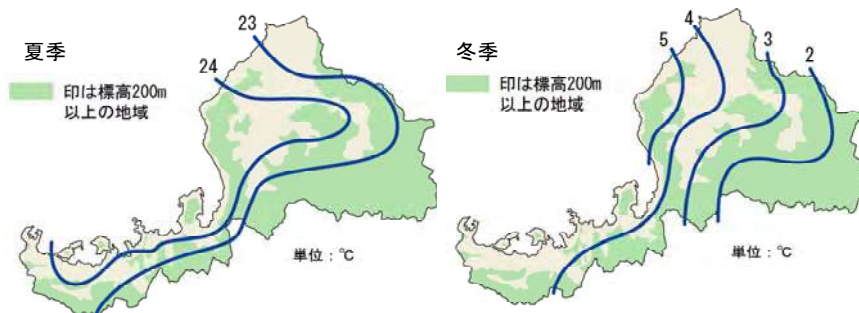 夏季
23
24
印は標高200m
以上の地域
単位：℃
冬季
5
4
3
2
印は標高200m
以上の地域
単位：℃